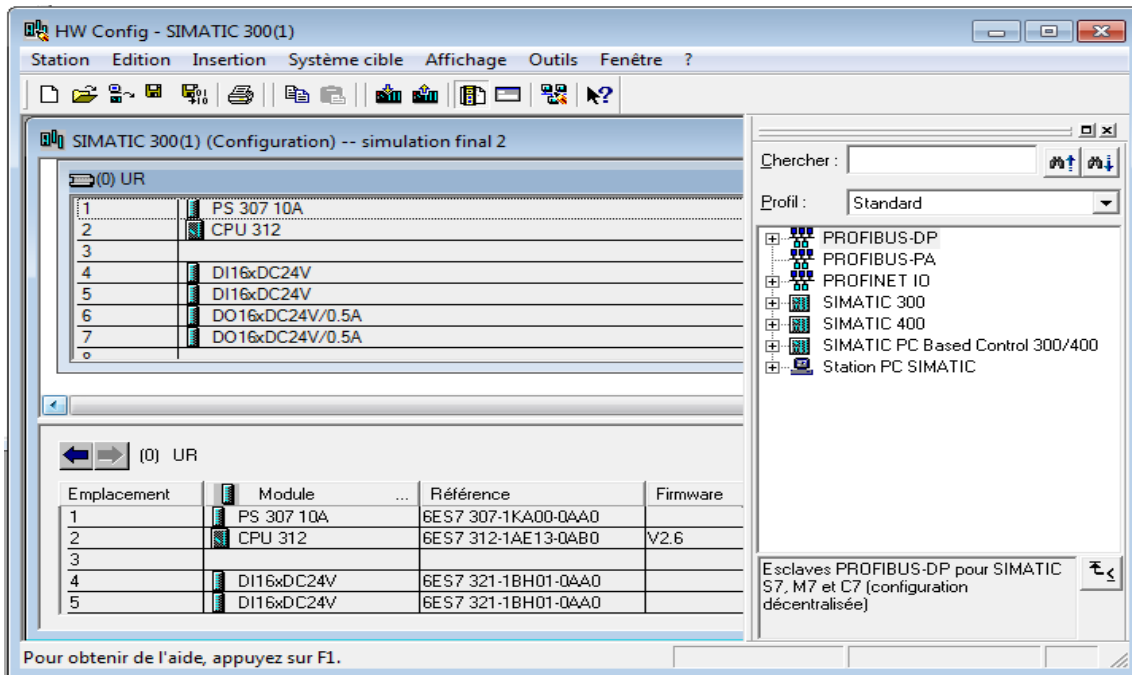 HW Config - SIMATIC 300(1)
Station Edition Insertion Système cible Affichage Outils Fenêtre ?
SIMATIC 300(1) (Configuration) -- simulation final 2
(0) UR
1 PS 307 10A
2 CPU 312
3
4 DI16xDC24V
5 DI16xDC24V
6 DO16xDC24V/0.5A
7 DO16xDC24V/0.5A
(0) UR
Emplacement Module ... Référence Firmware
1 PS 307 10A 6ES7 307-1KA00-0AA0
2 CPU 312 6ES7 312-1AE13-0AB0 V2.6
3
4 DI16xDC24V 6ES7 321-1BH01-0AA0
5 DI16xDC24V 6ES7 321-1BH01-0AA0
Chercher :
Profil : Standard
PROFIBUS-DP
PROFIBUS-PA
PROFINET IO
SIMATIC 300
SIMATIC 400
SIMATIC PC Based Control 300/400
Station PC SIMATIC
Esclaves PROFIBUS-DP pour SIMATIC
S7, M7 et C7 (configuration
décentralisée)
Pour obtenir de l'aide, appuyez sur F1.